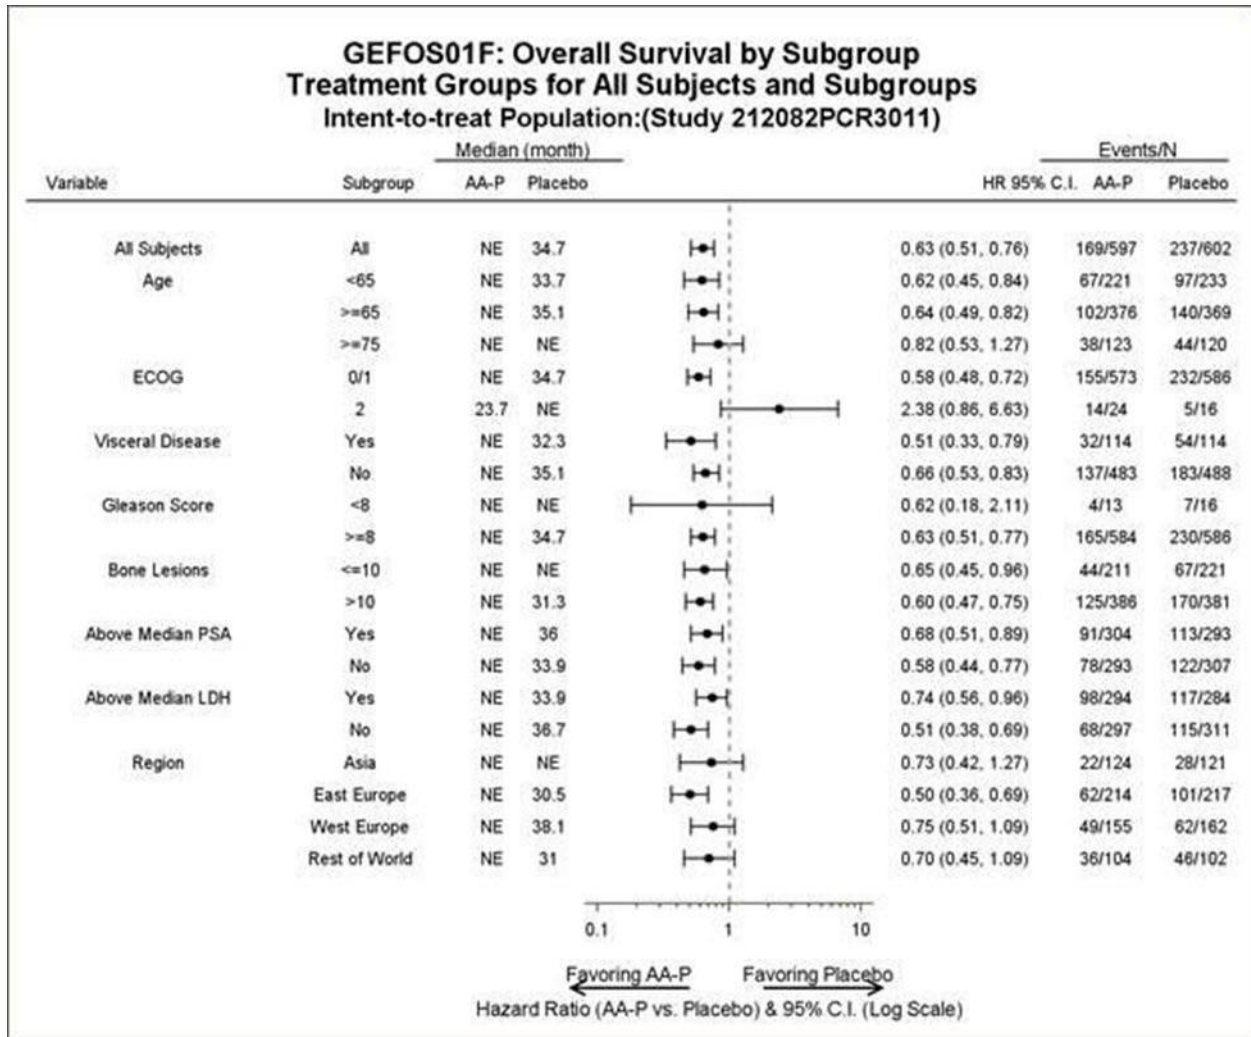 GEFOS01F: Overall Survival by Subgroup
Treatment Groups for All Subjects and Subgroups
Intent-to-treat Population:(Study 212082PCR3011)
Median (month) Events/N
Variable Subgroup AA-P Placebo HR 95% C.I. AA-P Placebo
All Subjects All NE 34.7 0.63 (0.51, 0.76) 169/597 237/602
Age <65 NE 33.7 0.62 (0.45, 0.84) 67/221 97/233
>=65 NE 35.1 0.64 (0.49, 0.82) 102/376 140/369
>=75 NE NE 0.82 (0.53, 1.27) 38/123 44/120
ECOG 0/1 NE 34.7 0.58 (0.48, 0.72) 155/573 232/586
2 23.7 NE 2.38 (0.86, 6.63) 14/24 5/16
Visceral Disease Yes NE 32.3 0.51 (0.33, 0.79) 32/114 54/114
No NE 35.1 0.66 (0.53, 0.83) 137/483 183/488
Gleason Score <8 NE NE 0.62 (0.18, 2.11) 4/13 7/16
>=8 NE 34.7 0.63 (0.51, 0.77) 165/584 230/586
Bone Lesions <=10 NE NE 0.65 (0.45, 0.96) 44/211 67/221
>10 NE 31.3 0.60 (0.47, 0.75) 125/386 170/381
Above Median PSA Yes NE 36 0.68 (0.51, 0.89) 91/304 113/293
No NE 33.9 0.58 (0.44, 0.77) 78/293 122/307
Above Median LDH Yes NE 33.9 0.74 (0.56, 0.96) 98/294 117/284
No NE 36.7 0.51 (0.38, 0.69) 68/297 115/311
Region Asia NE NE 0.73 (0.42, 1.27) 22/124 28/121
East Europe NE 30.5 0.50 (0.36, 0.69) 62/214 101/217
West Europe NE 38.1 0.75 (0.51, 1.09) 49/155 62/162
Rest of World NE 31 0.70 (0.45, 1.09) 36/104 46/102
0.1 1 10
Favoring AA-P Favoring Placebo
Hazard Ratio (AA-P vs. Placebo) & 95% C.I. (Log Scale)